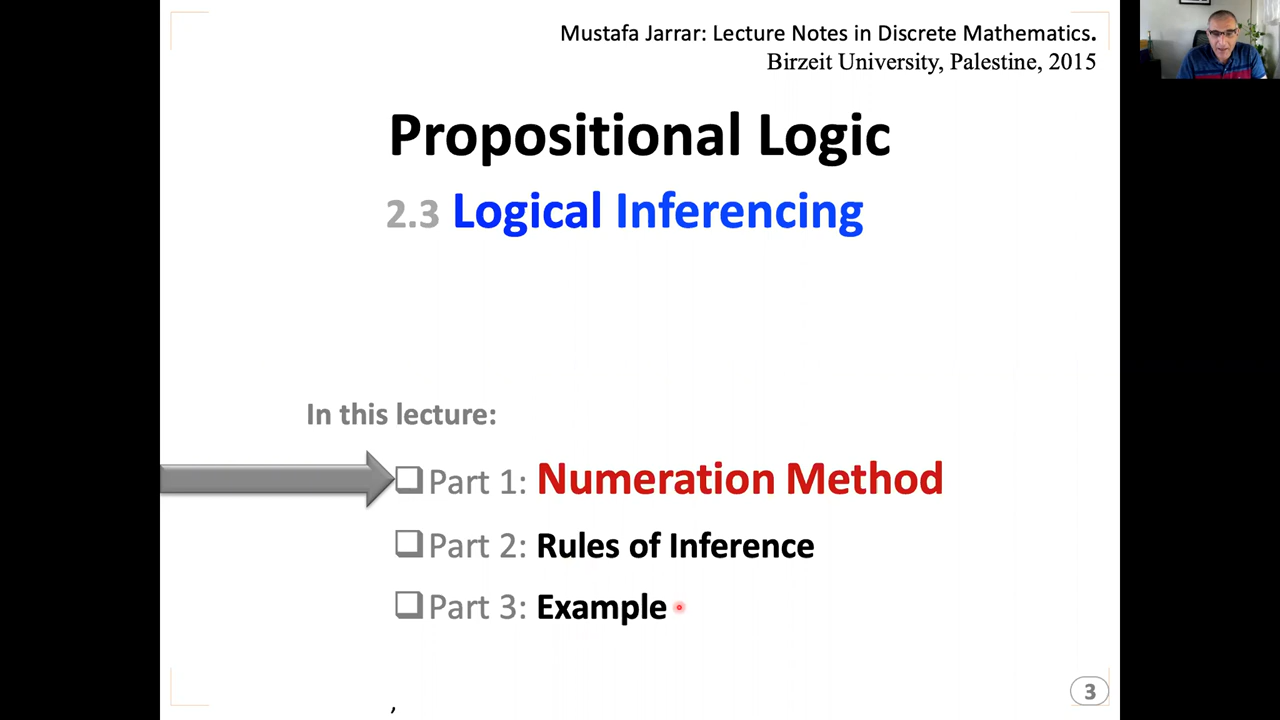 Mustafa Jarrar: Lecture Notes in Discrete Mathematics.
Birzeit University, Palestine, 2015
Propositional Logic
2.3 Logical Inferencing
In this lecture:
Part 1: Numeration Method
Part 2: Rules of Inference
Part 3: Example
3
,